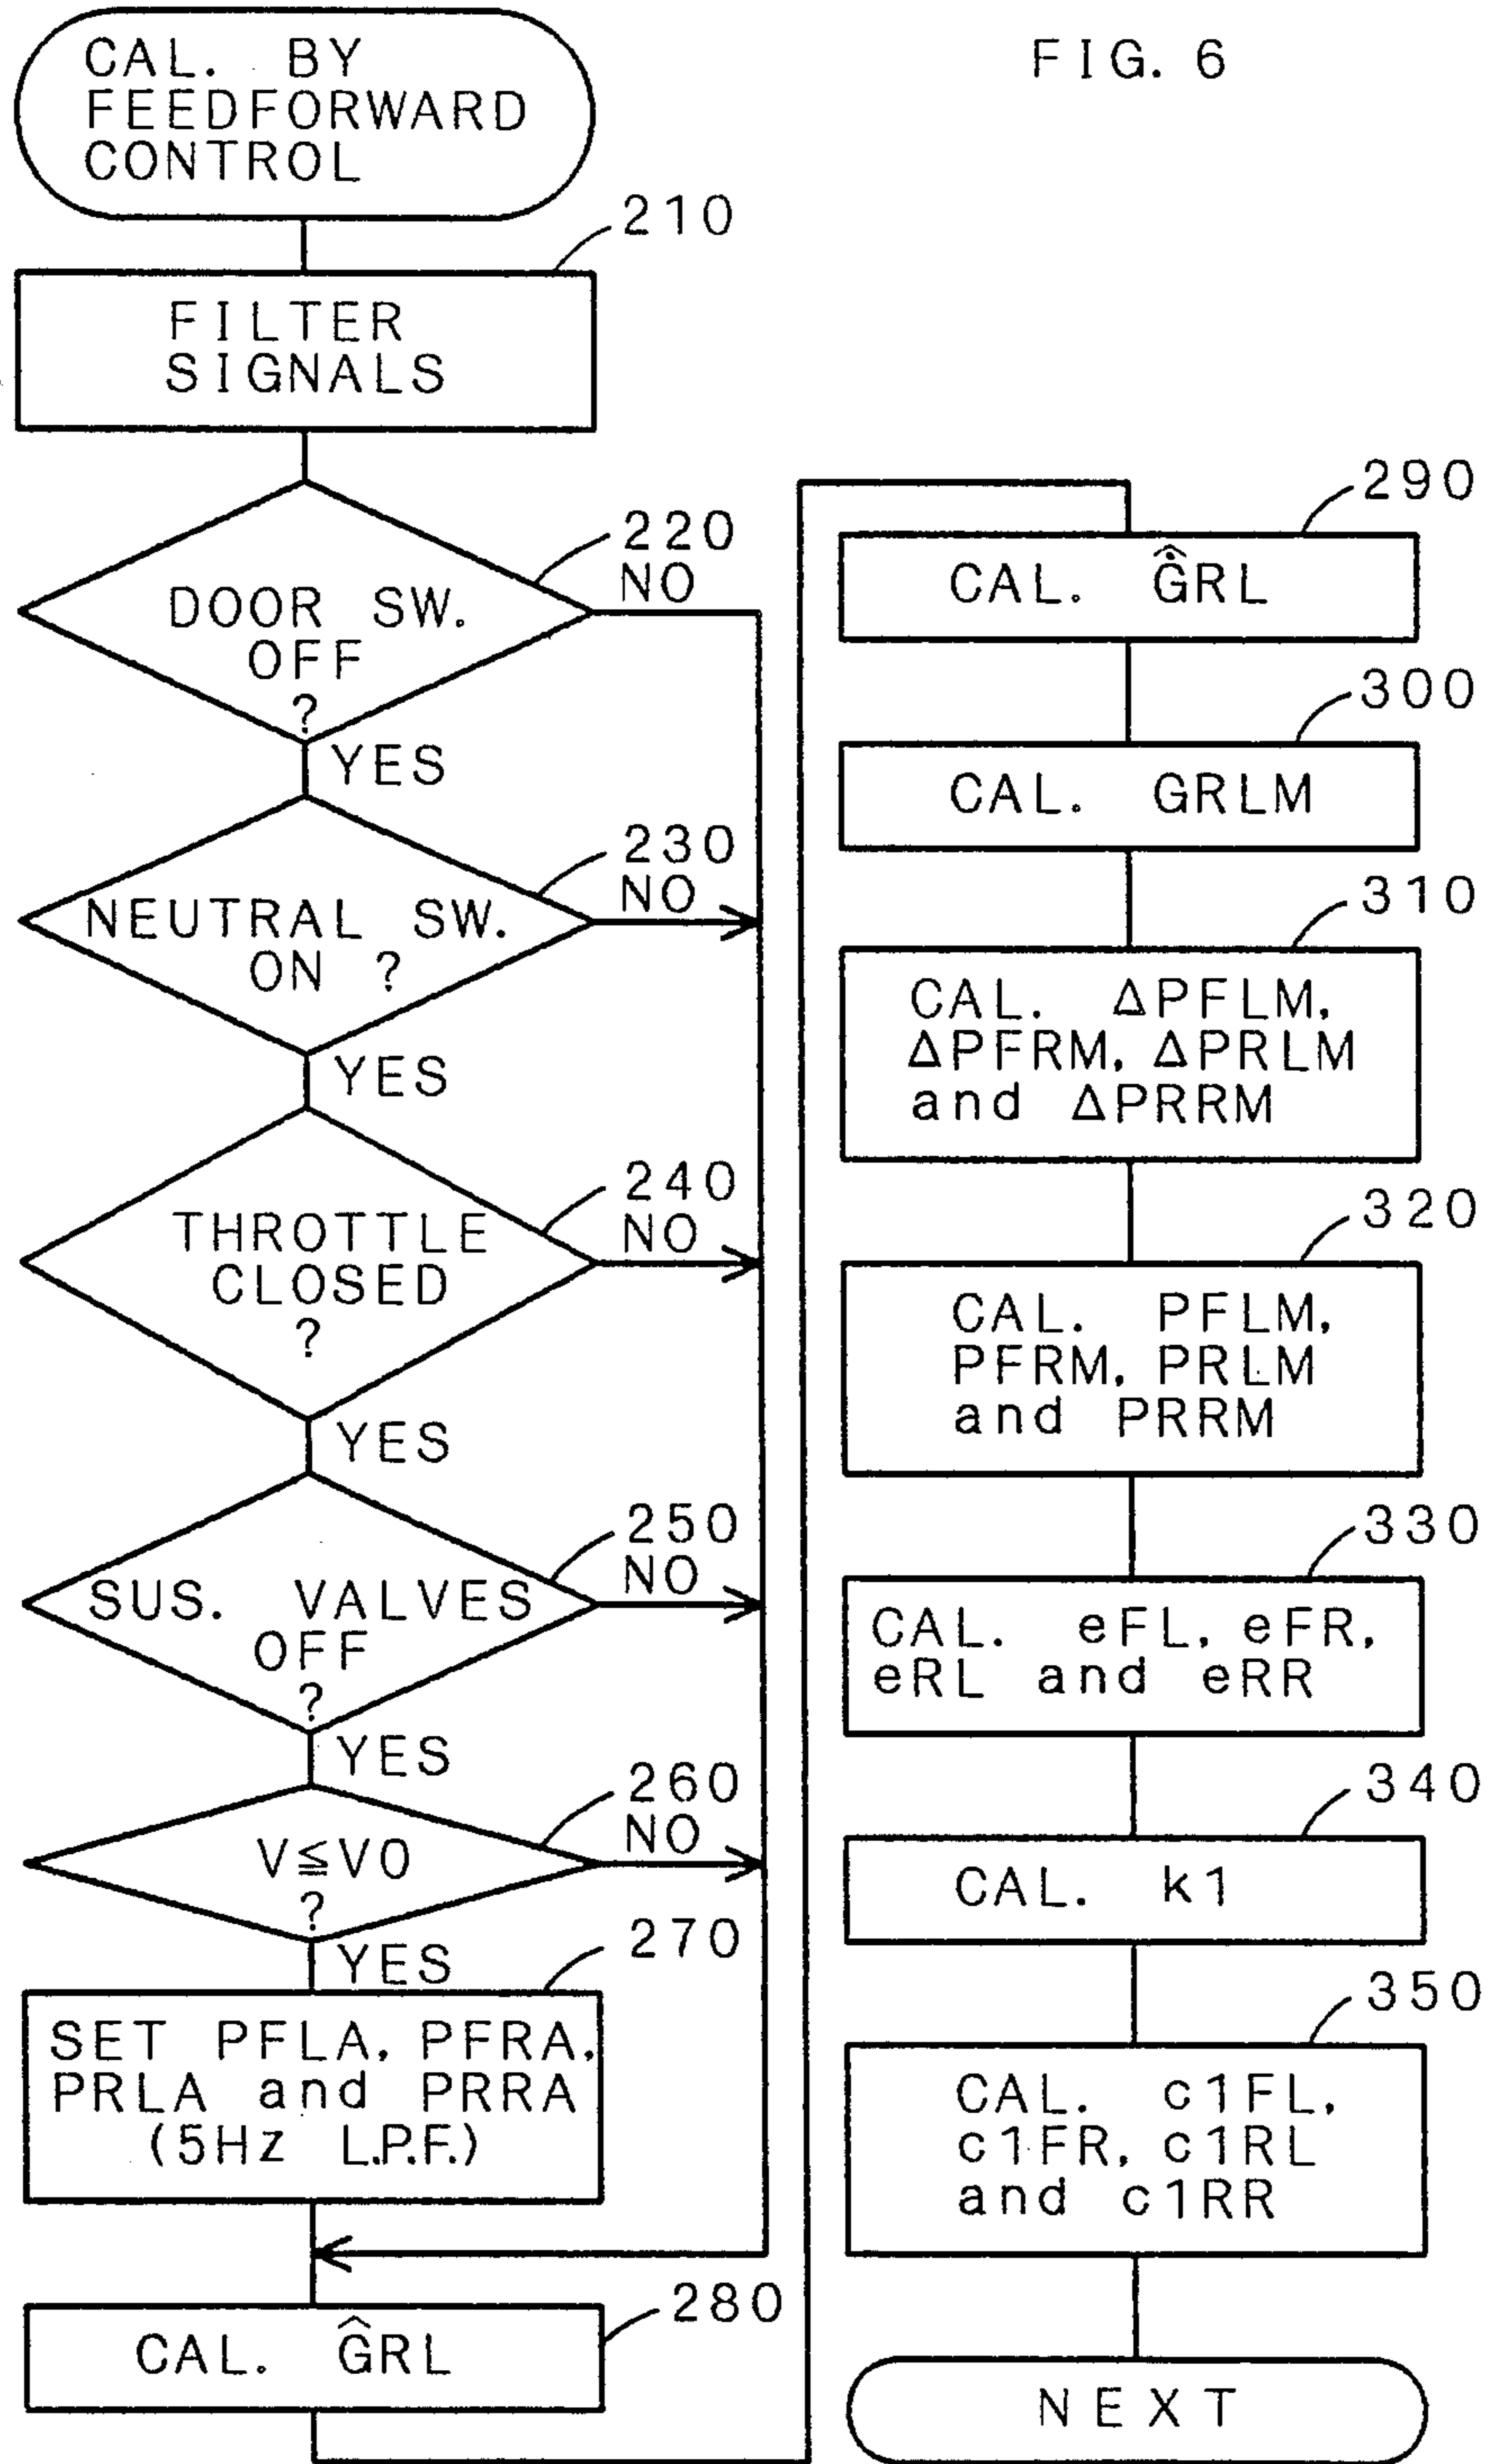 FIG. 6
CAL. BY
FEEDFORWARD
CONTROL
210
FILTER
SIGNALS
220
NO
DOOR SW.
OFF
?
YES
230
NO
NEUTRAL SW.
ON ?
YES
240
NO
THROTTLE
CLOSED
?
YES
250
NO
SUS. VALVES
OFF
?
YES
260
NO
V≦V0
?
YES
270
SET PFLA, PFRA,
PRLA and PRRA
(5Hz L.P.F.)
280
CAL. ĜRL
290
CAL. Ġ̂RL
300
CAL. GRLM
310
CAL. ΔPFLM,
ΔPFRM, ΔPRLM
and ΔPRRM
320
CAL. PFLM,
PFRM, PRLM
and PRRM
330
CAL. eFL, eFR,
eRL and eRR
340
CAL. k1
350
CAL. c1FL,
c1FR, c1RL
and c1RR
NEXT